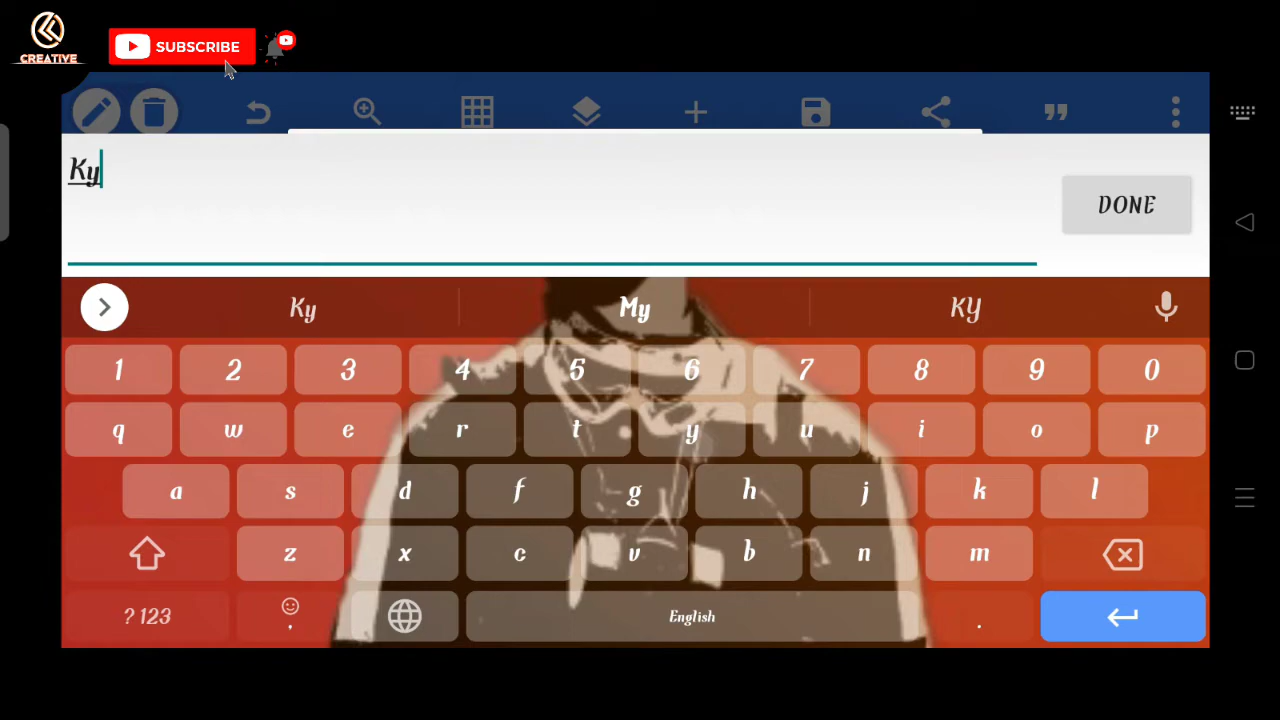 CREATIVE
SUBSCRIBE
Ky
DONE
Ky My KY
1 2 3 4 5 6 7 8 9 0
q w e r t y u i o p
a s d f g h j k l
z x c v b n m
?123 , English .